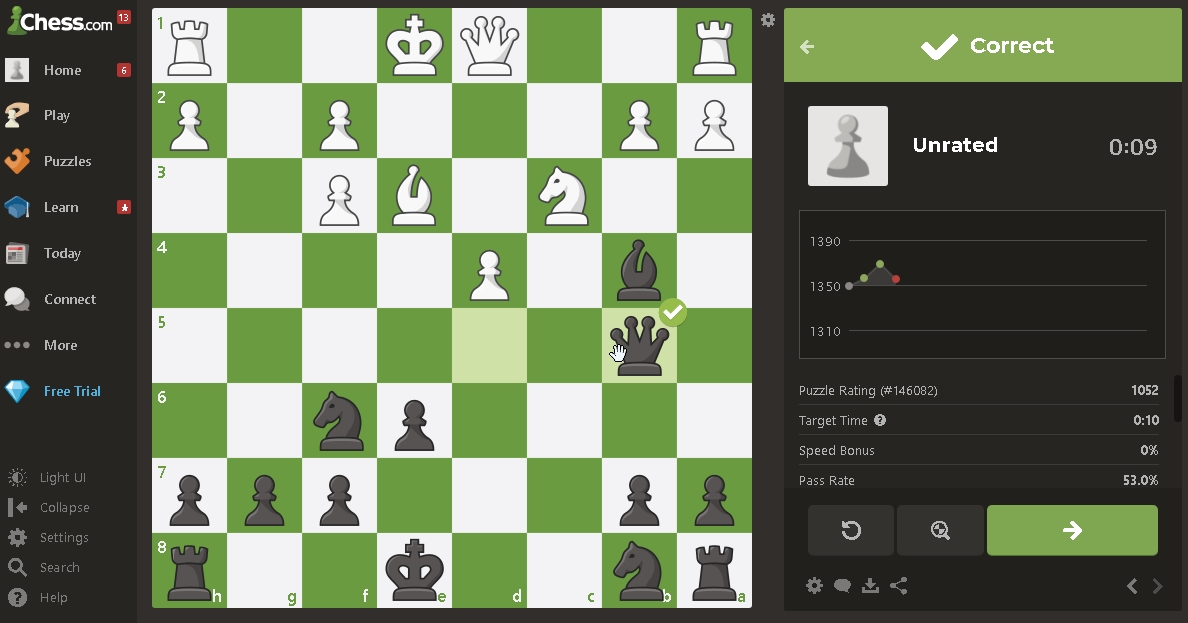 Chess.com 13
Home 6
Play
Puzzles
Learn
Today
Connect
More
Free Trial
Light UI
Collapse
Settings
Search
Help
1
2
3
4
5
6
7
8
h g f e d c b a
Correct
Unrated 0:09
1390
1350
1310
Puzzle Rating (#146082) 1052
Target Time ? 0:10
Speed Bonus 0%
Pass Rate 53.0%